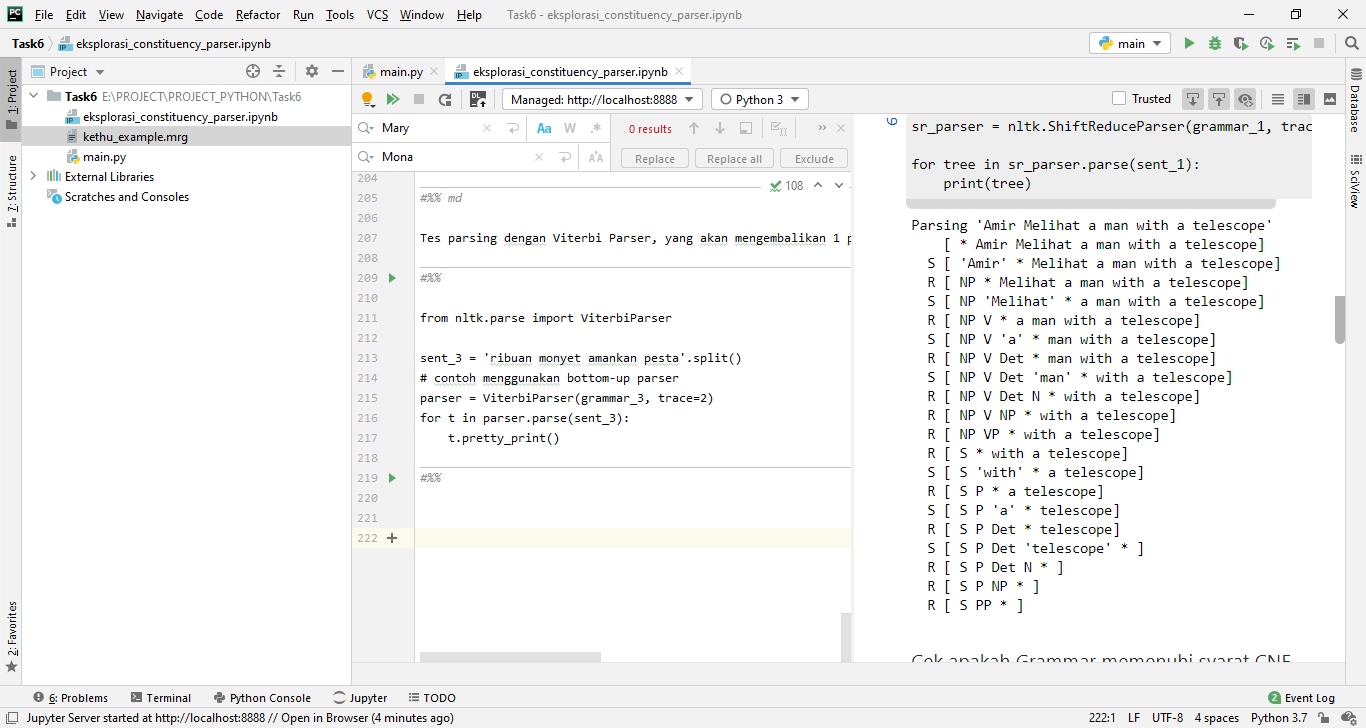 PC File Edit View Navigate Code Refactor Run Tools VCS Window Help Task6 - eksplorasi_constituency_parser.ipynb
Task6 eksplorasi_constituency_parser.ipynb main
Project main.py eksplorasi_constituency_parser.ipynb
Task6 E:\PROJECT\PROJECT_PYTHON\Task6
eksplorasi_constituency_parser.ipynb
kethu_example.mrg
main.py
External Libraries
Scratches and Consoles
1: Project
7: Structure
2: Favorites
Managed: http://localhost:8888 Python 3 Trusted
Mary Aa W .* 0 results
Mona Replace Replace all Exclude
108
204
205 #%% md
206
207 Tes parsing dengan Viterbi Parser, yang akan mengembalikan 1 p
208
209 #%%
210
211 from nltk.parse import ViterbiParser
212
213 sent_3 = 'ribuan monyet amankan pesta'.split()
214 # contoh menggunakan bottom-up parser
215 parser = ViterbiParser(grammar_3, trace=2)
216 for t in parser.parse(sent_3):
217 t.pretty_print()
218
219 #%%
220
221
222
sr_parser = nltk.ShiftReduceParser(grammar_1, trac
for tree in sr_parser.parse(sent_1):
print(tree)
Parsing 'Amir Melihat a man with a telescope'
[ * Amir Melihat a man with a telescope]
S [ 'Amir' * Melihat a man with a telescope]
R [ NP * Melihat a man with a telescope]
S [ NP 'Melihat' * a man with a telescope]
R [ NP V * a man with a telescope]
S [ NP V 'a' * man with a telescope]
R [ NP V Det * man with a telescope]
S [ NP V Det 'man' * with a telescope]
R [ NP V Det N * with a telescope]
R [ NP V NP * with a telescope]
R [ NP VP * with a telescope]
R [ S * with a telescope]
S [ S 'with' * a telescope]
R [ S P * a telescope]
S [ S P 'a' * telescope]
R [ S P Det * telescope]
S [ S P Det 'telescope' * ]
R [ S P Det N * ]
R [ S P NP * ]
R [ S PP * ]
Cek apakah Grammar memenuhi syarat CNF
Database
SciView
6: Problems Terminal Python Console Jupyter TODO 2 Event Log
Jupyter Server started at http://localhost:8888 // Open in Browser (4 minutes ago) 222:1 LF UTF-8 4 spaces Python 3.7